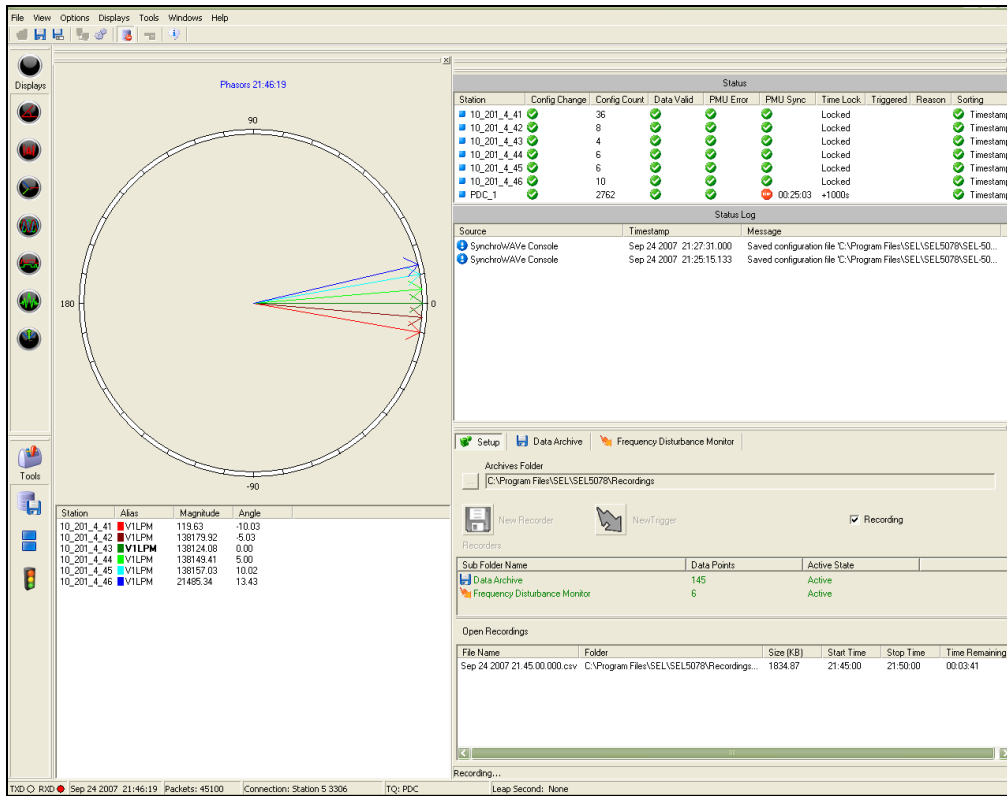 File View Options Displays Tools Windows Help
Displays
Tools
Phasors 21:46:19
90
180
0
-90
Station Alias Magnitude Angle
10_201_4_41 V1LPM 119.63 -10.03
10_201_4_42 V1LPM 138179.92 -5.03
10_201_4_43 V1LPM 138124.08 0.00
10_201_4_44 V1LPM 138149.41 5.00
10_201_4_45 V1LPM 138157.03 10.02
10_201_4_46 V1LPM 21485.34 13.43
Status
Station Config Change Config Count Data Valid PMU Error PMU Sync Time Lock Triggered Reason Sorting
10_201_4_41 36 Locked Timestamp
10_201_4_42 8 Locked Timestamp
10_201_4_43 4 Locked Timestamp
10_201_4_44 6 Locked Timestamp
10_201_4_45 6 Locked Timestamp
10_201_4_46 10 Locked Timestamp
PDC_1 2762 00:25:03 +1000s Timestamp
Status Log
Source Timestamp Message
SynchroWAVe Console Sep 24 2007 21:27:31.000 Saved configuration file 'C:\Program Files\SEL\SEL5078\SEL-50...
SynchroWAVe Console Sep 24 2007 21:25:15.133 Saved configuration file 'C:\Program Files\SEL\SEL5078\SEL-50...
Setup Data Archive Frequency Disturbance Monitor
Archives Folder
... C:\Program Files\SEL\SEL5078\Recordings
New Recorder NewTrigger Recording
Recorders
Sub Folder Name Data Points Active State
Data Archive 145 Active
Frequency Disturbance Monitor 6 Active
Open Recordings
File Name Folder Size (KB) Start Time Stop Time Time Remaining
Sep 24 2007 21.45.00.000.csv C:\Program Files\SEL\SEL5078\Recordings... 1834.87 21:45:00 21:50:00 00:03:41
Recording...
TXD RXD Sep 24 2007 21:46:19 Packets: 45100 Connection: Station 5 3306 TQ: PDC Leap Second: None